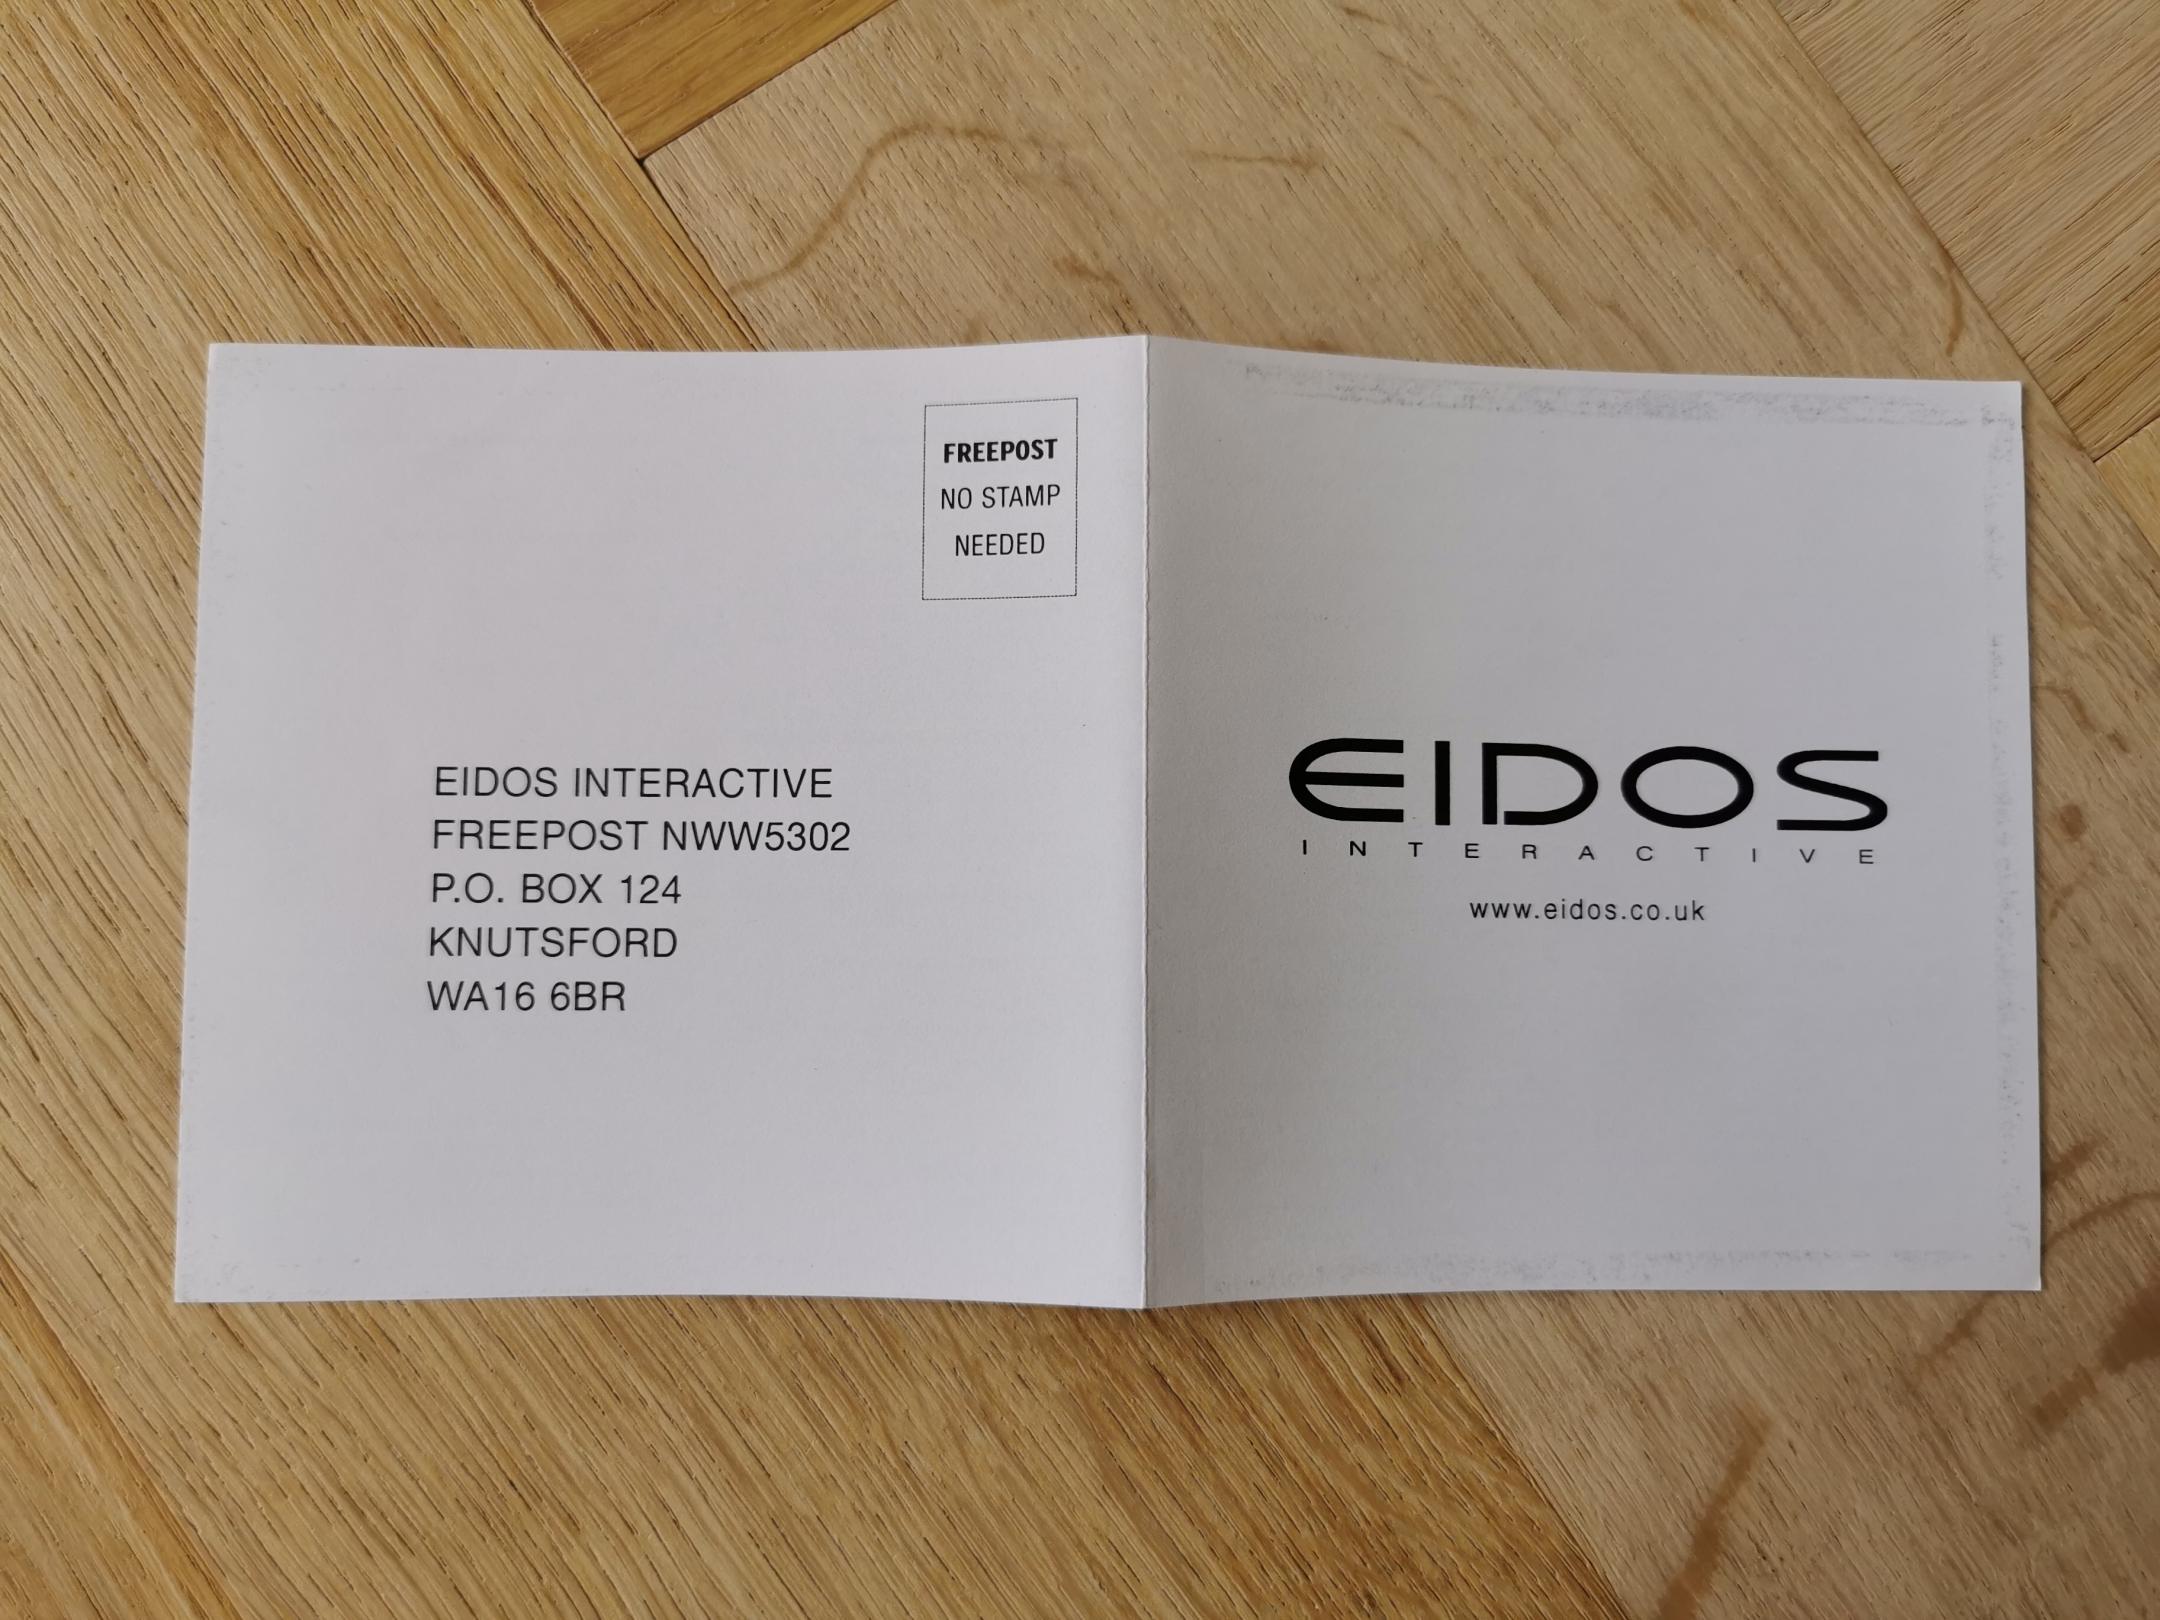 FREEPOST
NO STAMP
NEEDED
EIDOS INTERACTIVE
FREEPOST NWW5302
P.O. BOX 124
KNUTSFORD
WA16 6BR
EIDOS
INTERACTIVE
www.eidos.co.uk